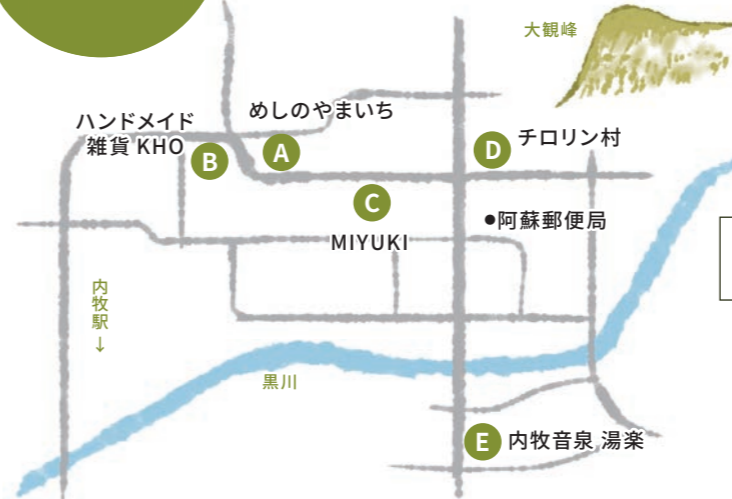 大観峰
めしのやまいち
ハンドメイド
雑貨 KHO
B
A
D
チロリン村
C
MIYUKI
●阿蘇郵便局
内牧駅↓
黒川
E
内牧音泉 湯楽